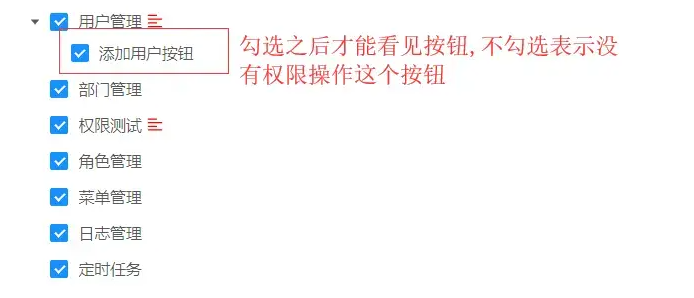 用户管理
添加用户按钮
勾选之后才能看见按钮,不勾选表示没
有权限操作这个按钮
部门管理
权限测试
角色管理
菜单管理
日志管理
定时任务